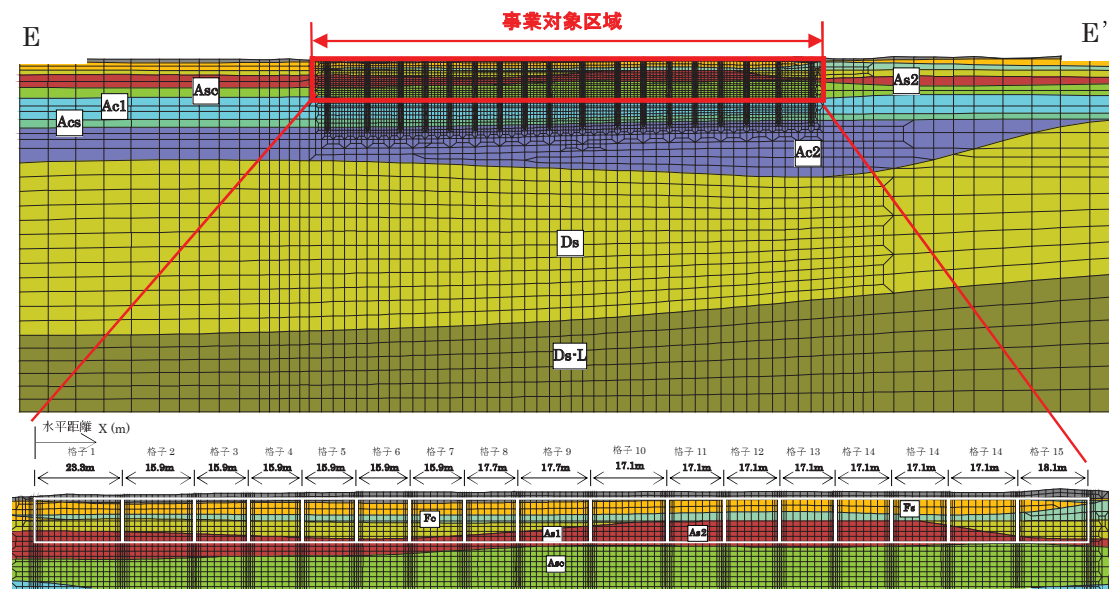 事業対象区域
E
E'
Asc
As2
Ac1
Acs
Ac2
Ds
Ds-L
水平距離 X (m)
格子 1 格子 2 格子 3 格子 4 格子 5 格子 6 格子 7 格子 8 格子 9 格子 10 格子 11 格子 12 格子 13 格子 14 格子 14 格子 14 格子 15
23.3m 15.9m 15.9m 15.9m 15.9m 15.9m 15.9m 17.7m 17.7m 17.1m 17.1m 17.1m 17.1m 17.1m 17.1m 17.1m 18.1m
Fc
Fs
As1
As2
Asc